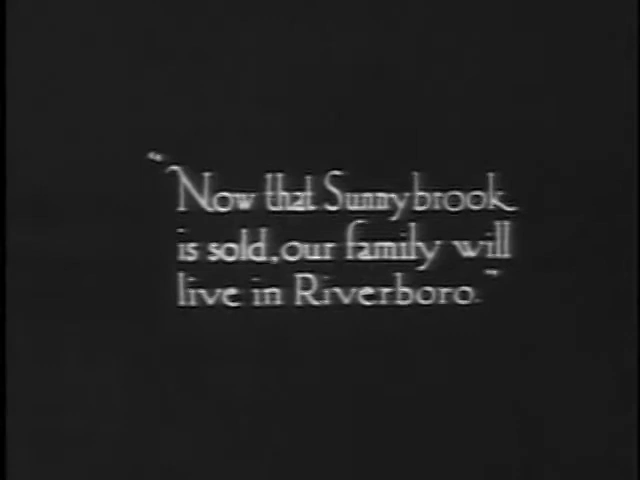 "Now that Sunnybrook
is sold, our family will
live in Riverboro."